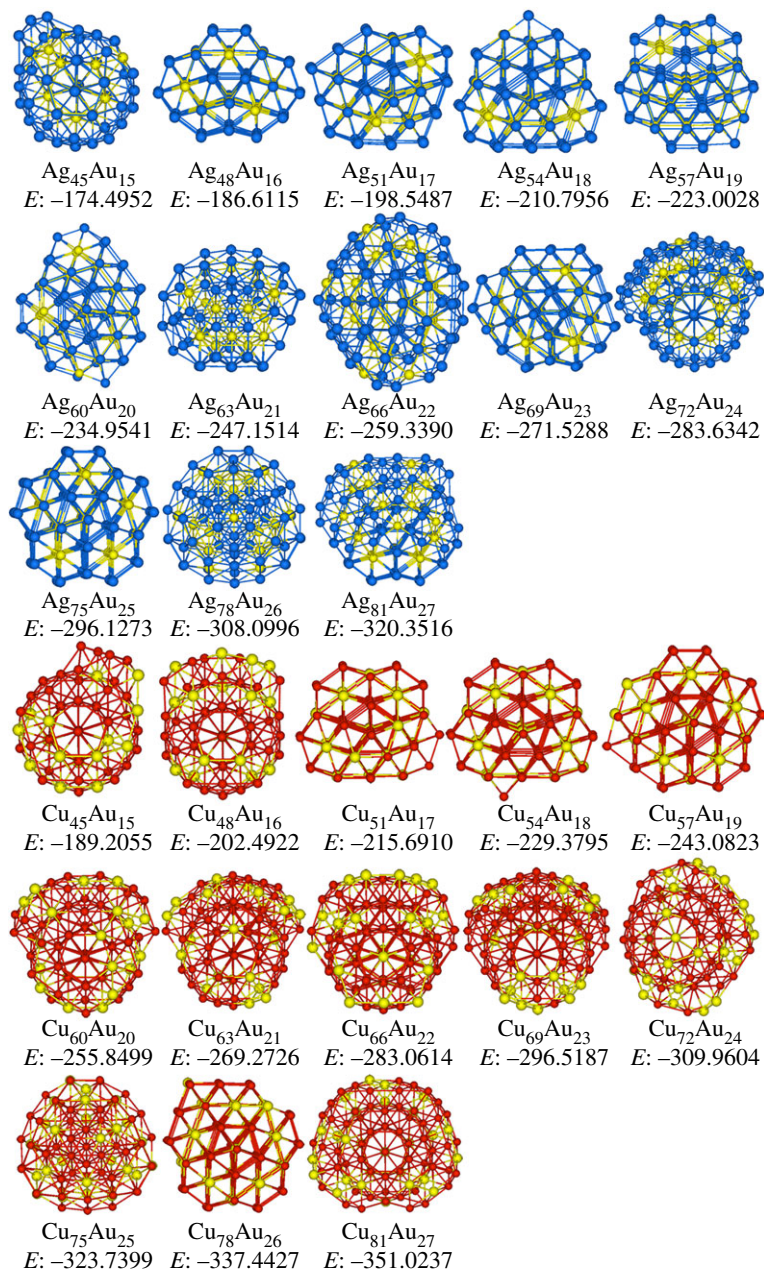 Ag45Au15 Ag48Au16 Ag51Au17 Ag54Au18 Ag57Au19
E: –174.4952 E: –186.6115 E: –198.5487 E: –210.7956 E: –223.0028
Ag60Au20 Ag63Au21 Ag66Au22 Ag69Au23 Ag72Au24
E: –234.9541 E: –247.1514 E: –259.3390 E: –271.5288 E: –283.6342
Ag75Au25 Ag78Au26 Ag81Au27
E: –296.1273 E: –308.0996 E: –320.3516
Cu45Au15 Cu48Au16 Cu51Au17 Cu54Au18 Cu57Au19
E: –189.2055 E: –202.4922 E: –215.6910 E: –229.3795 E: –243.0823
Cu60Au20 Cu63Au21 Cu66Au22 Cu69Au23 Cu72Au24
E: –255.8499 E: –269.2726 E: –283.0614 E: –296.5187 E: –309.9604
Cu75Au25 Cu78Au26 Cu81Au27
E: –323.7399 E: –337.4427 E: –351.0237